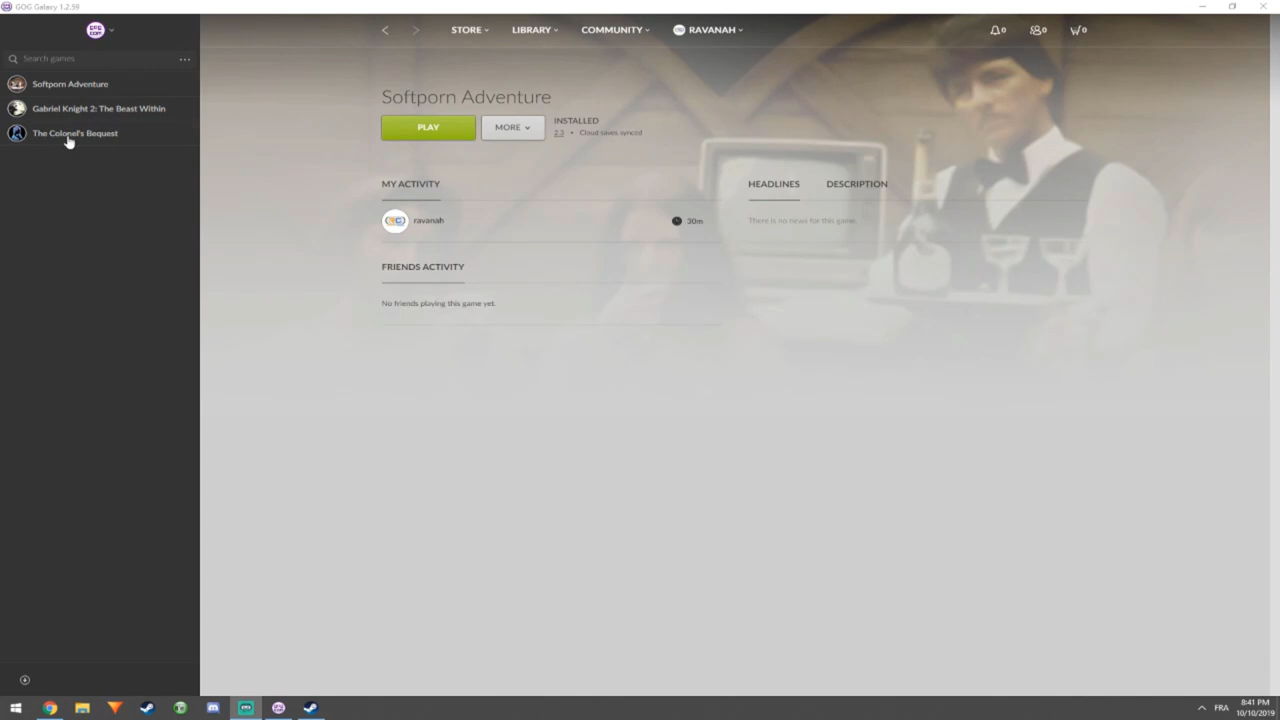 GOG Galaxy 1.2.59
STORE LIBRARY COMMUNITY RAVANAH 0 0 0
Search games ...
Softporn Adventure
Gabriel Knight 2: The Beast Within
The Colonel's Bequest
Softporn Adventure
PLAY MORE INSTALLED
2.3 • Cloud saves synced
MY ACTIVITY
ravanah 30m
FRIENDS ACTIVITY
No friends playing this game yet.
HEADLINES DESCRIPTION
There is no news for this game.
FRA
8:41 PM
10/10/2019